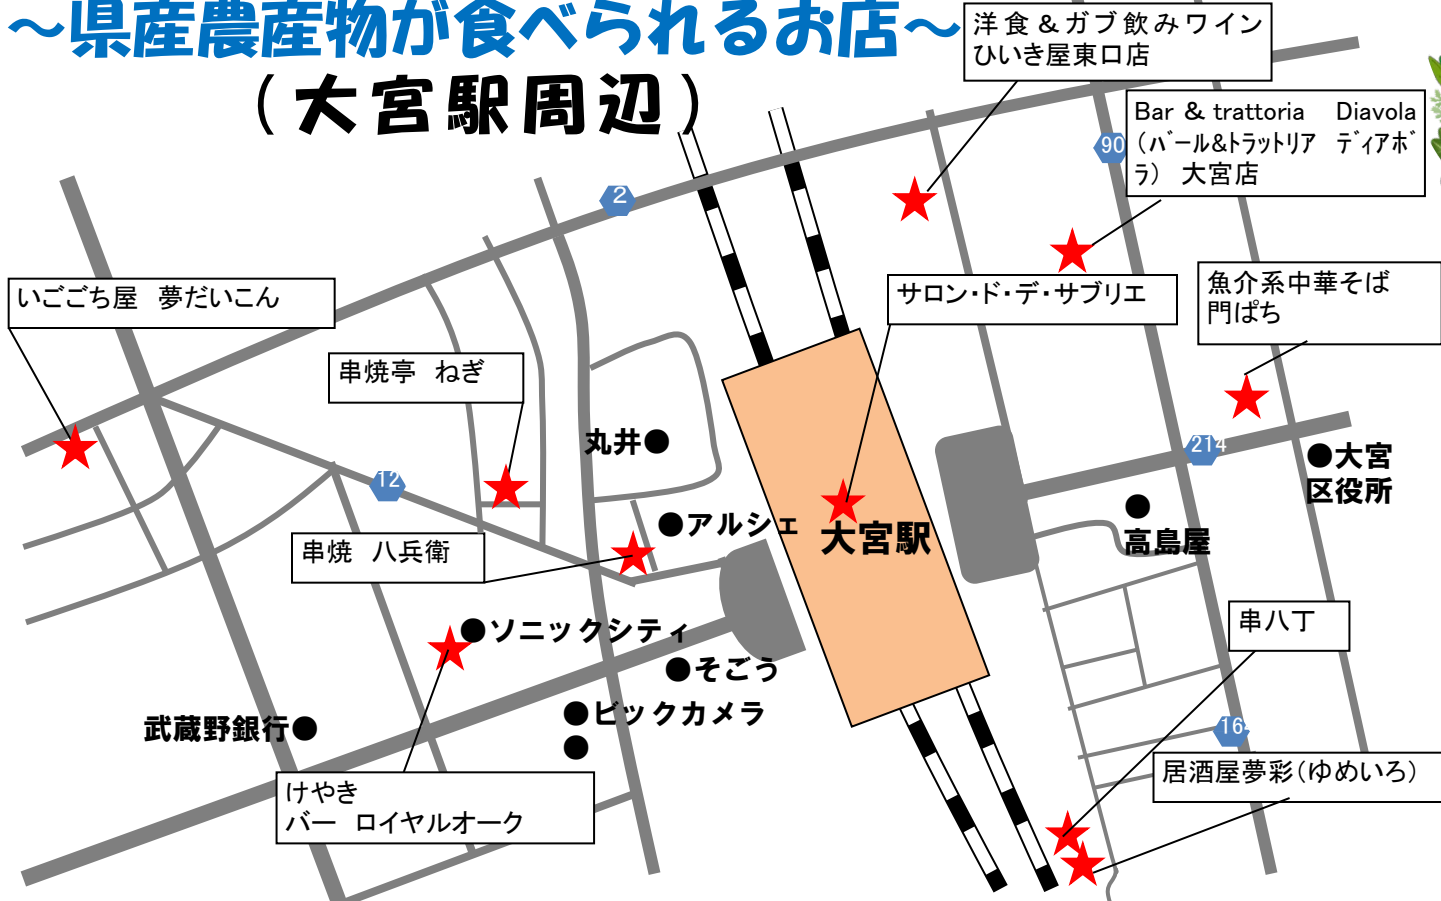 ～県産農産物が食べられるお店～
（大宮駅周辺）
洋食＆ガブ飲みワイン
ひいき屋東口店
Bar & trattoria　Diavola
（バール&トラットリア　ディアボ
ラ）　大宮店
90
2
いごごち屋　夢だいこん
サロン・ド・デ・サブリエ
魚介系中華そば
門ぱち
串焼亭　ねぎ
丸井●
214
●大宮
区役所
12
●アルシェ
大宮駅
高島屋
串焼　八兵衛
●ソニックシティ
串八丁
●そごう
●ビックカメラ
武蔵野銀行●
164
居酒屋夢彩（ゆめいろ）
けやき
バー　ロイヤルオーク